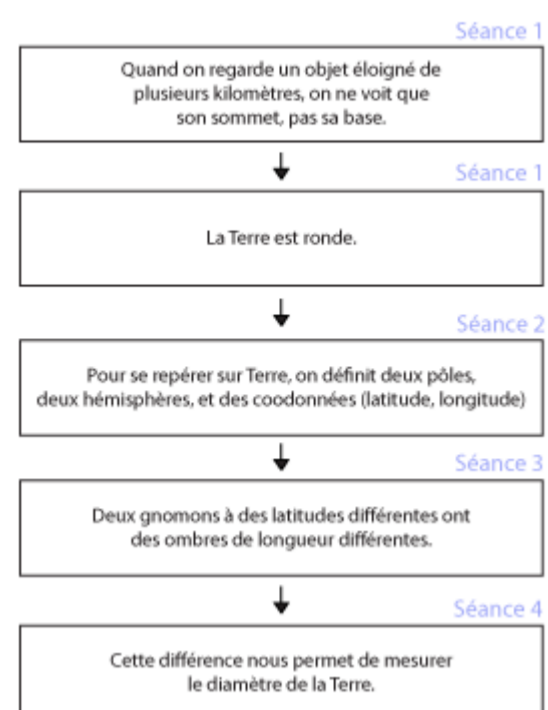 Séance 1
Quand on regarde un objet éloigné de
plusieurs kilomètres, on ne voit que
son sommet, pas sa base.
Séance 1
La Terre est ronde.
Séance 2
Pour se repérer sur Terre, on définit deux pôles,
deux hémisphères, et des coodonnées (latitude, longitude)
Séance 3
Deux gnomons à des latitudes différentes ont
des ombres de longueur différentes.
Séance 4
Cette différence nous permet de mesurer
le diamètre de la Terre.